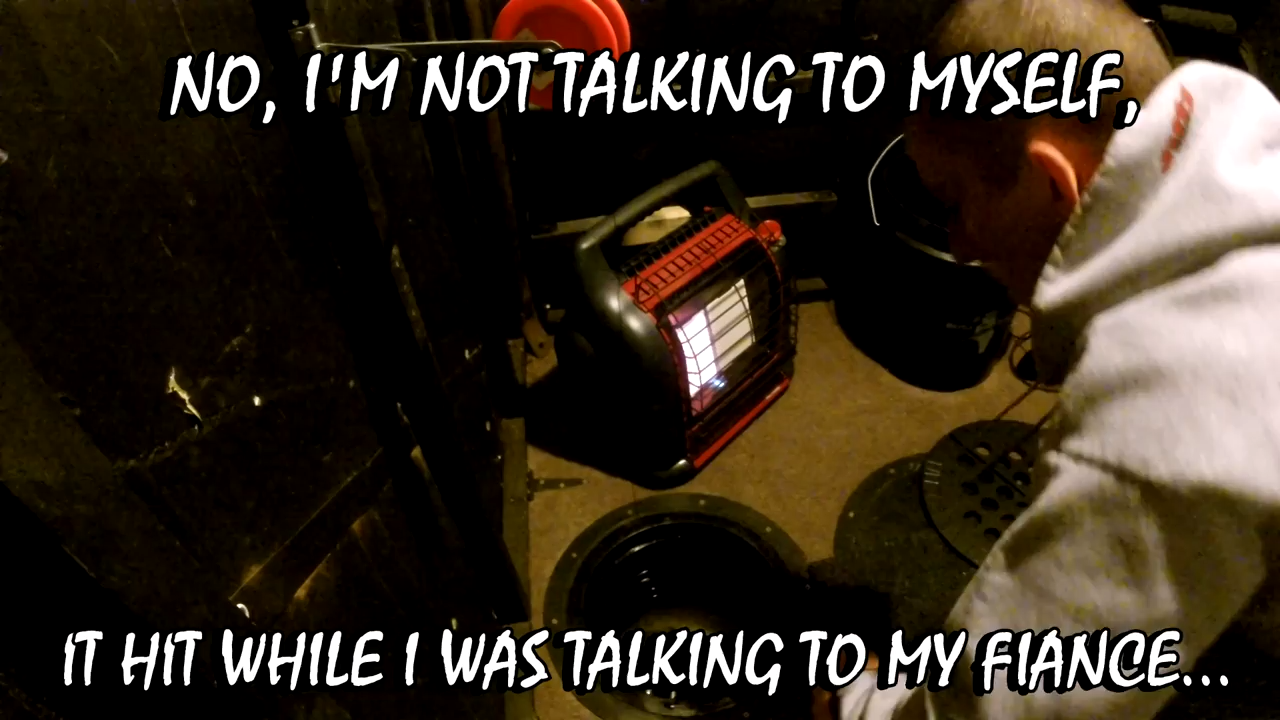 NO, I'M NOT TALKING TO MYSELF,
IT HIT WHILE I WAS TALKING TO MY FIANCE...